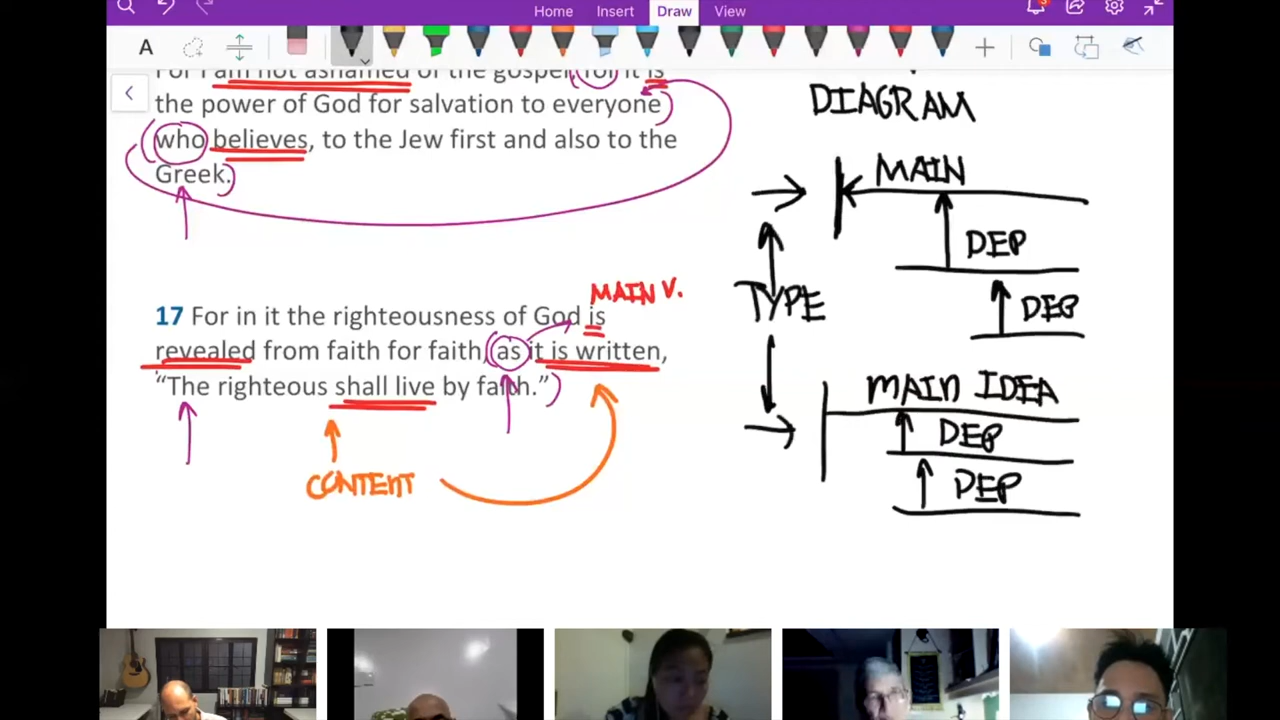 Home Insert Draw View
A
3
For I am not ashamed of the gospel, for it is
the power of God for salvation to everyone
who believes, to the Jew first and also to the
Greek.
MAIN V.
17 For in it the righteousness of God is
revealed from faith for faith, as it is written,
“The righteous shall live by faith.”
CONTENT
DIAGRAM
MAIN
DEP
DEP
TYPE
MAIN IDEA
DEP
DEP